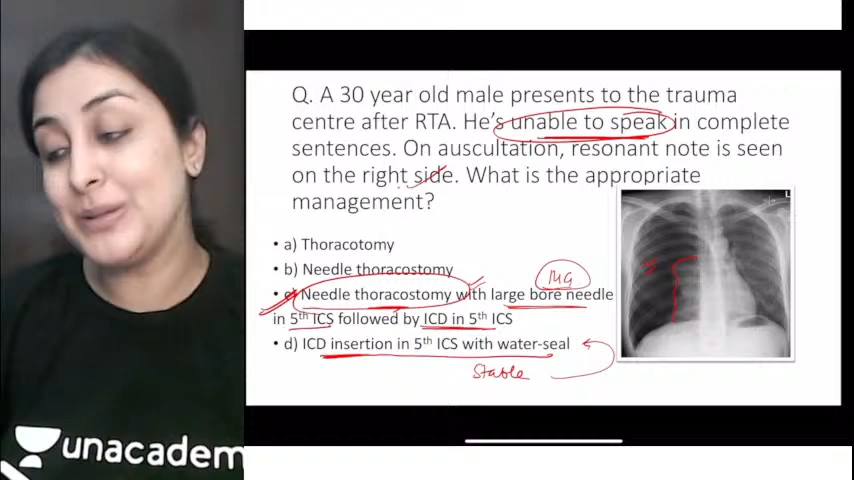 Q. A 30 year old male presents to the trauma
centre after RTA. He's unable to speak in complete
sentences. On auscultation, resonant note is seen
on the right side. What is the appropriate
management?
• a) Thoracotomy
• b) Needle thoracostomy
MG
• c) Needle thoracostomy with large bore needle
in 5th ICS followed by ICD in 5th ICS
• d) ICD insertion in 5th ICS with water-seal
Stable
L
unacadem